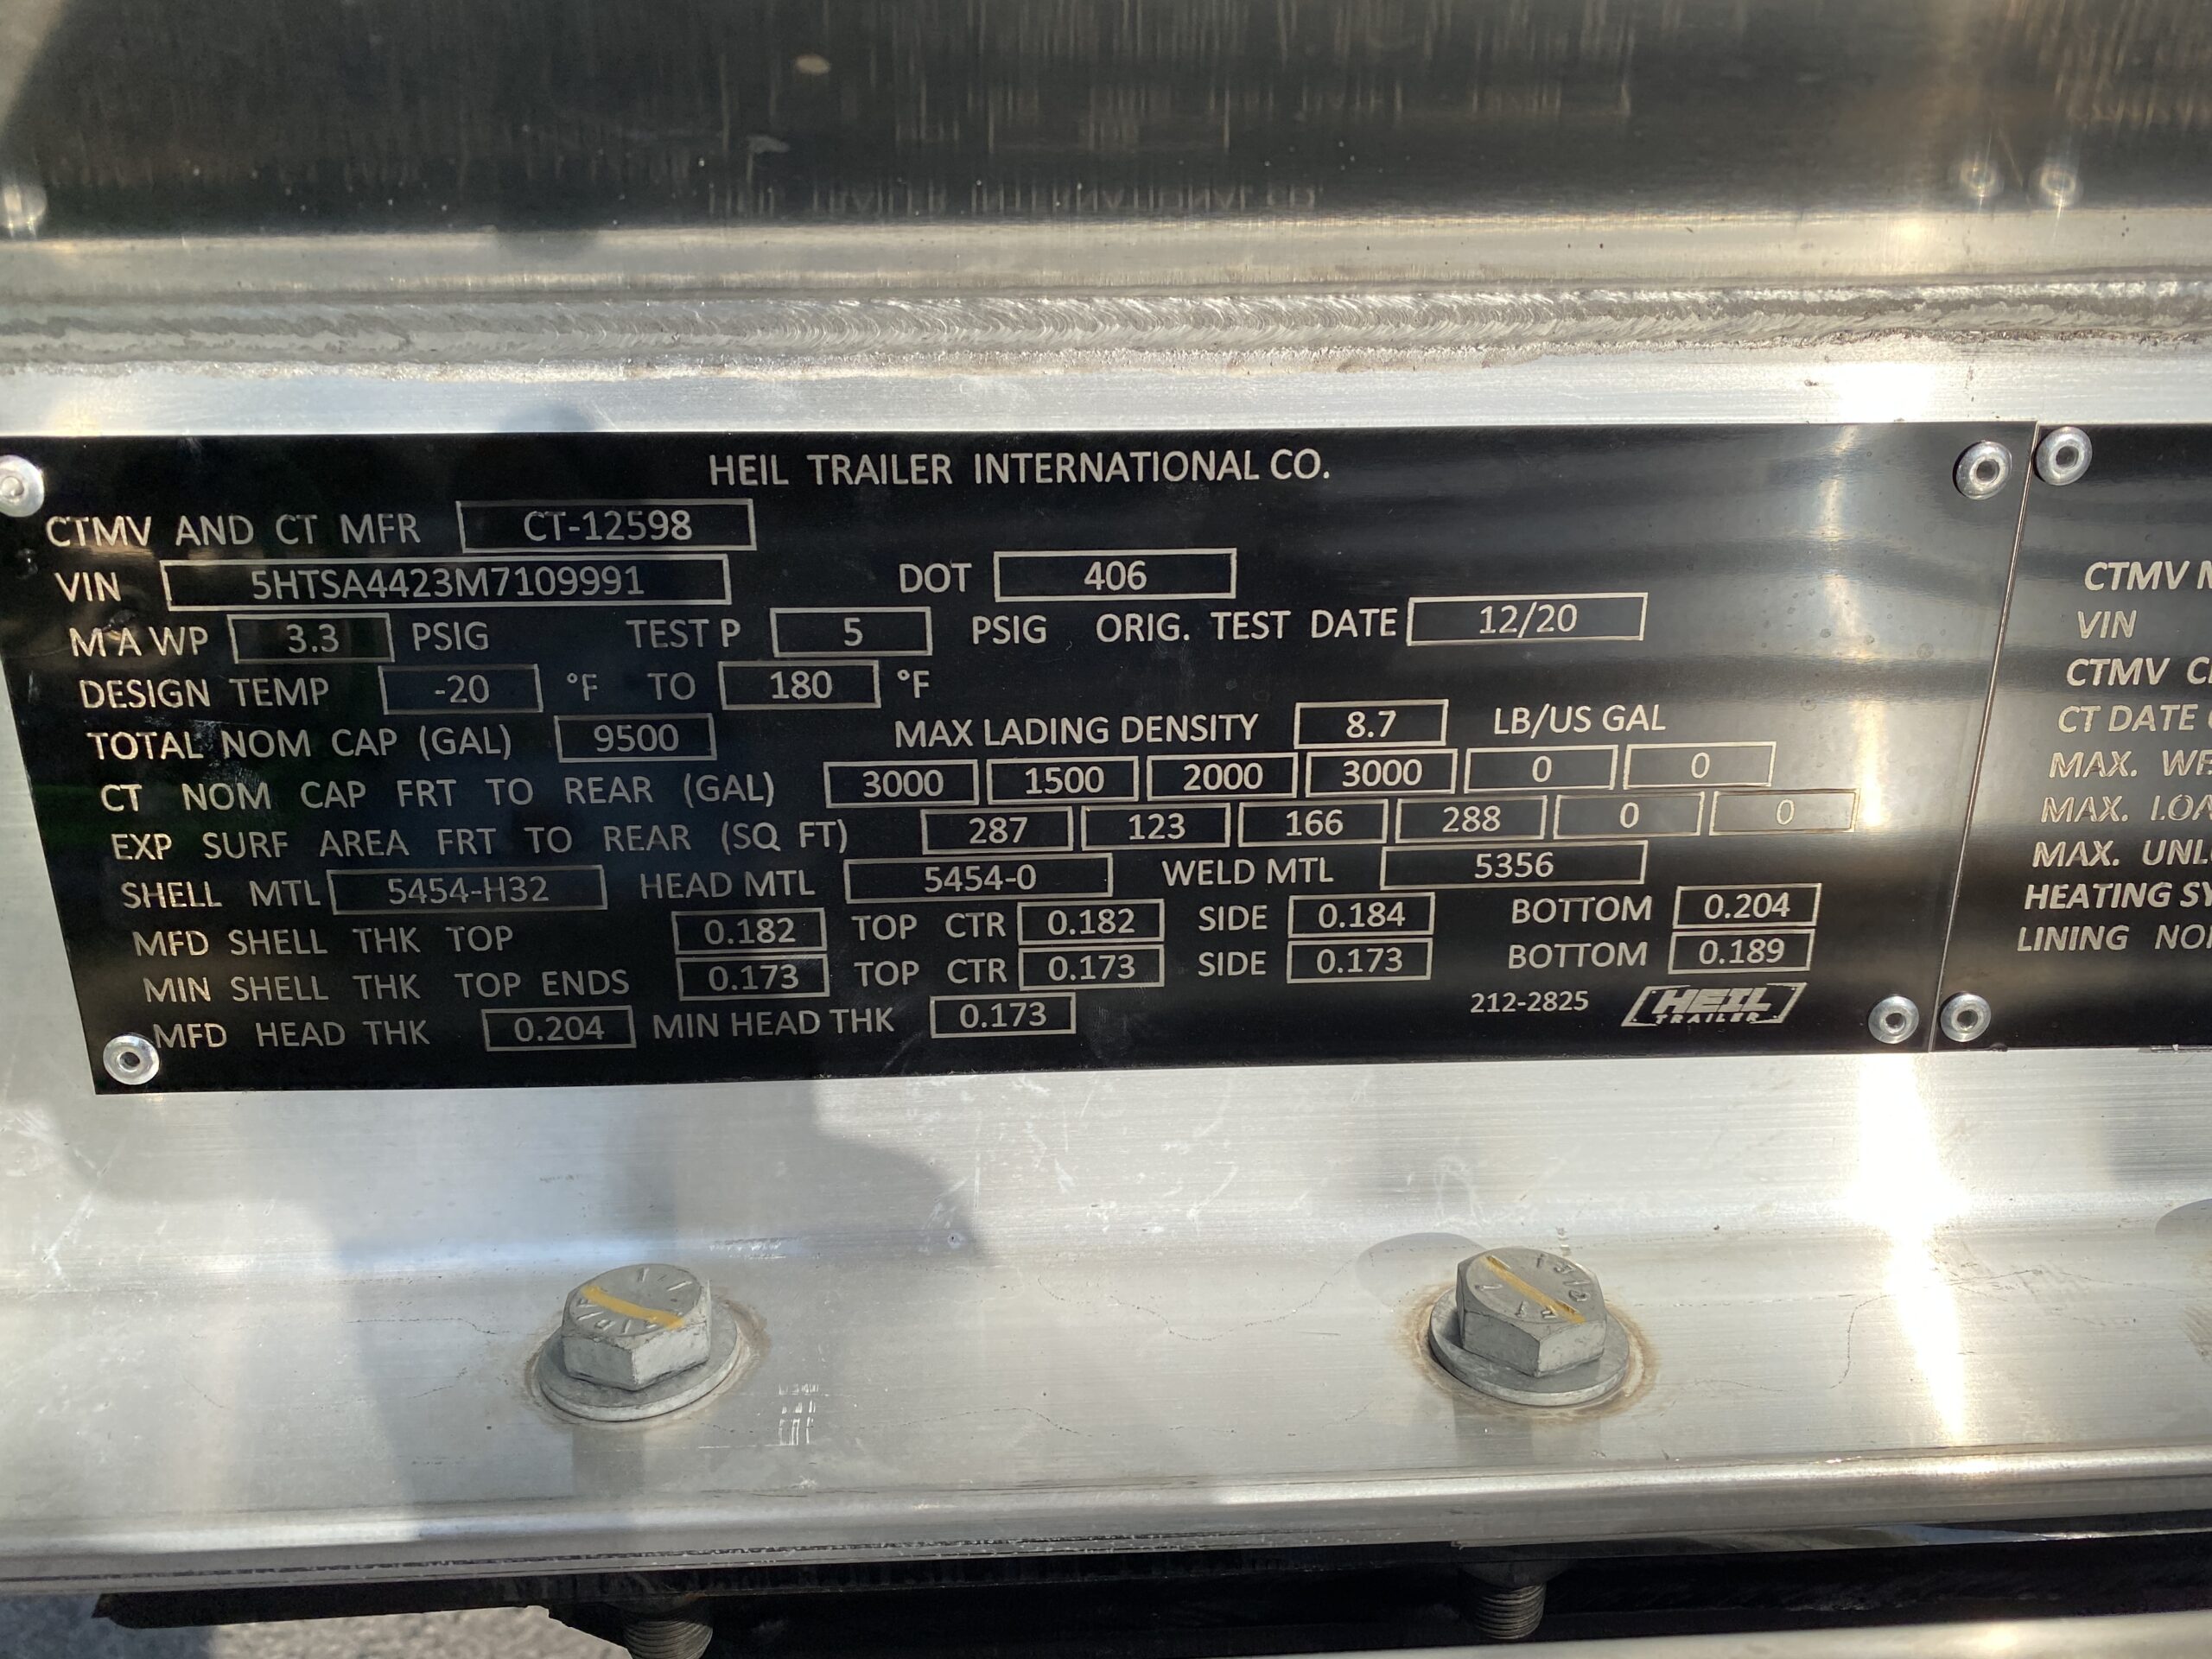 HEIL TRAILER INTERNATIONAL CO.
CTMV AND CT MFR CT-12598
VIN 5HTSA4423M7109991 DOT 406
M A WP 3.3 PSIG TEST P 5 PSIG ORIG. TEST DATE 12/20
DESIGN TEMP -20 °F TO 180 °F
TOTAL NOM CAP (GAL) 9500 MAX LADING DENSITY 8.7 LB/US GAL
CT NOM CAP FRT TO REAR (GAL) 3000 1500 2000 3000 0 0
EXP SURF AREA FRT TO REAR (SQ FT) 287 123 166 288 0 0
SHELL MTL 5454-H32 HEAD MTL 5454-0 WELD MTL 5356
MFD SHELL THK TOP 0.182 TOP CTR 0.182 SIDE 0.184 BOTTOM 0.204
MIN SHELL THK TOP ENDS 0.173 TOP CTR 0.173 SIDE 0.173 BOTTOM 0.189
MFD HEAD THK 0.204 MIN HEAD THK 0.173
212-2825 HEIL TRAILER
CTMV
VIN
CTMV
CT DATE
MAX.
MAX.
MAX.
HEATING
LINING